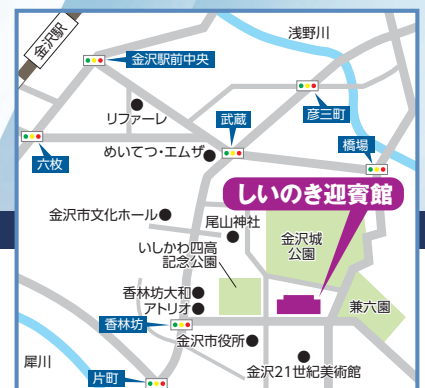 金沢駅
浅野川
金沢駅前中央
リファーレ
武蔵
彦三町
六枚
めいてつ・エムザ
橋場
しいのき迎賓館
金沢市文化ホール
尾山神社
金沢城
公園
いしかわ四高
記念公園
香林坊大和
アトリオ
兼六園
香林坊
金沢市役所
犀川
金沢21世紀美術館
片町